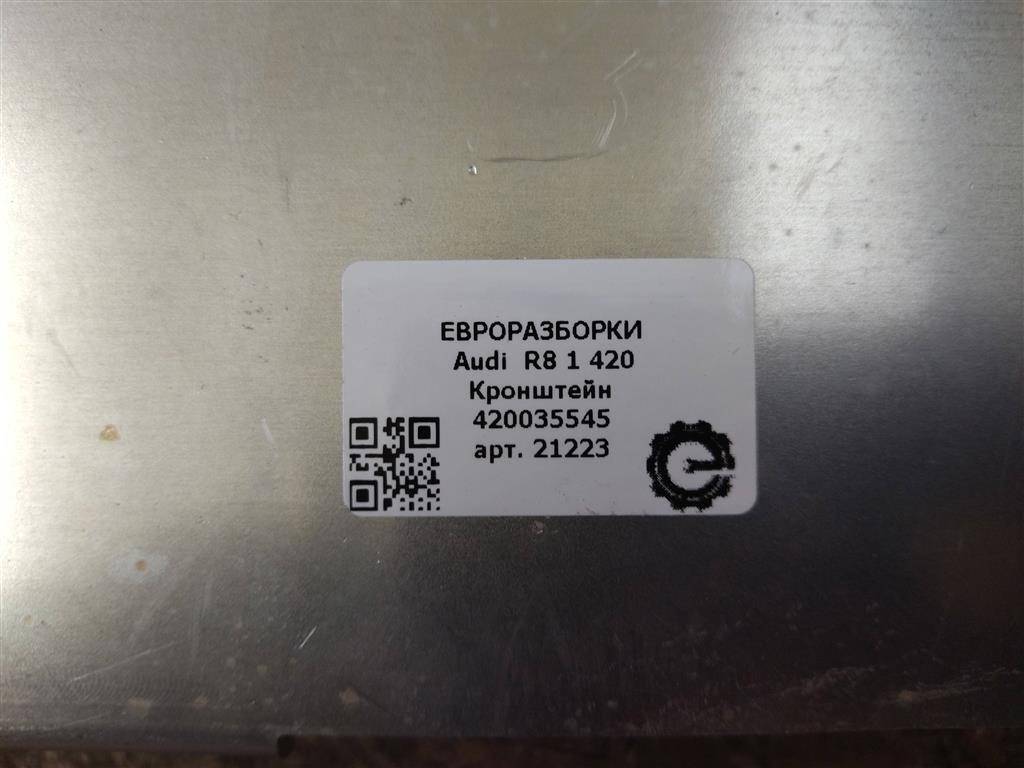 ЕВРОРАЗБОРКИ
Audi R8 1 420
Кронштейн
420035545
арт. 21223